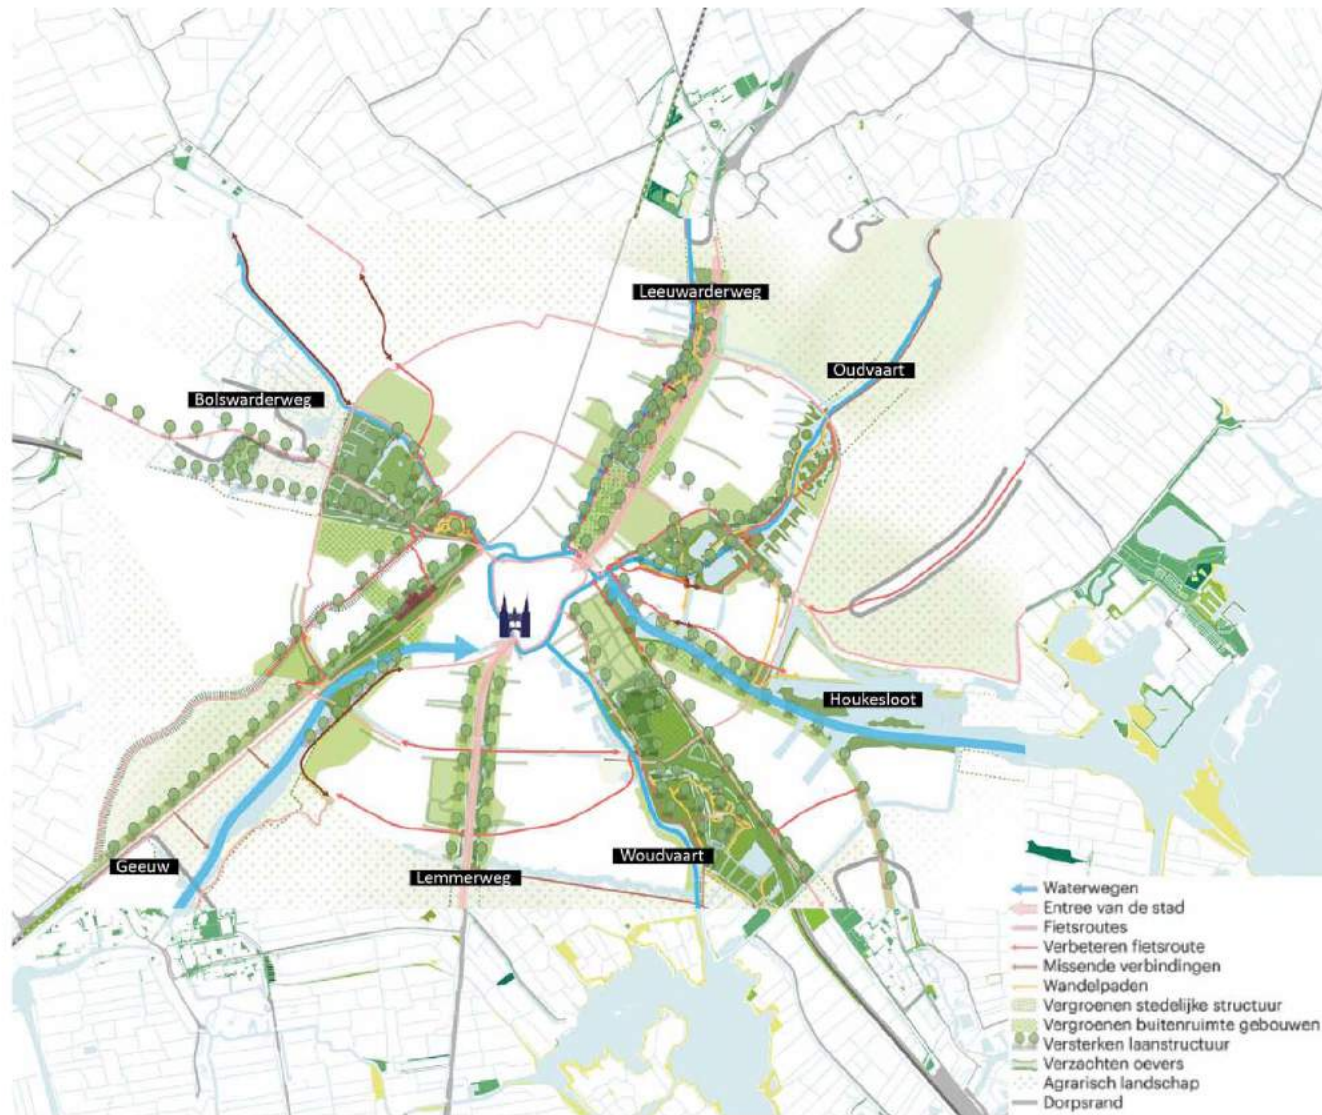 Leeuwarderweg
Oudvaart
Bolswarderweg
Houkesloot
Woudvaart
Geeuw
Lemmerweg
Waterwegen
Entree van de stad
Fietsroutes
Verbeteren fietsroute
Missende verbindingen
Wandelpaden
Vergroenen stedelijke structuur
Vergroenen buitenruimte gebouwen
Versterken laanstructuur
Verzachten oevers
Agrarisch landschap
Dorpsrand